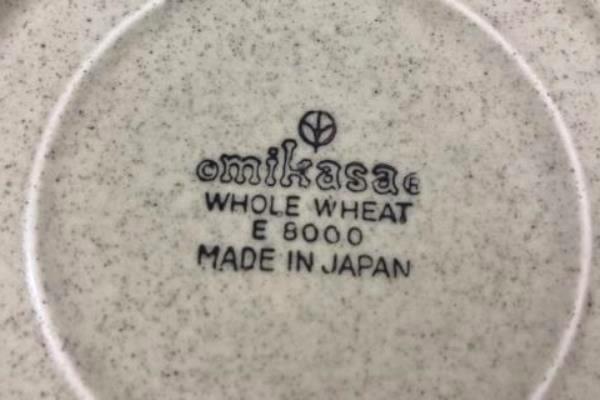 ©mikasa®
WHOLE WHEAT
E 8000
MADE IN JAPAN